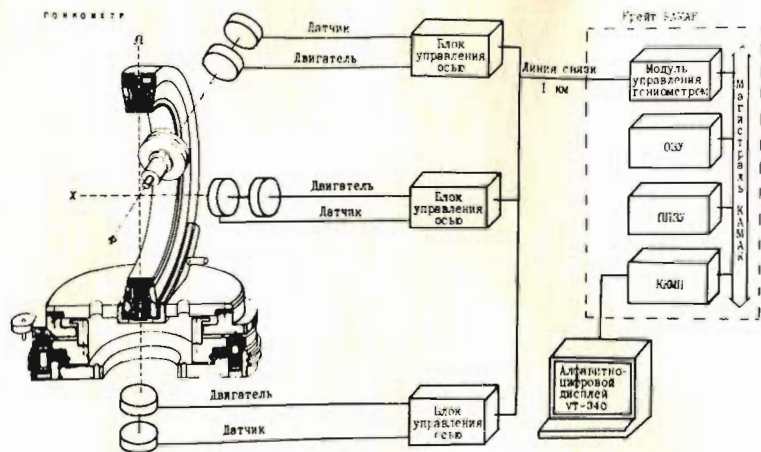 ГОНИОМЕТР
Ω
Датчик
Двигатель
Блок
управления
осью
Линия связи
1 км
Крейт КАМАК
Модуль
управления
гониометром
Магистраль КАМАК
ОЗУ
ППЗУ
ККМП
X
Φ
Двигатель
Датчик
Блок
управления
осью
Алфавитно-
цифровой
дисплей
VT-340
Двигатель
Датчик
Блок
управления
осью